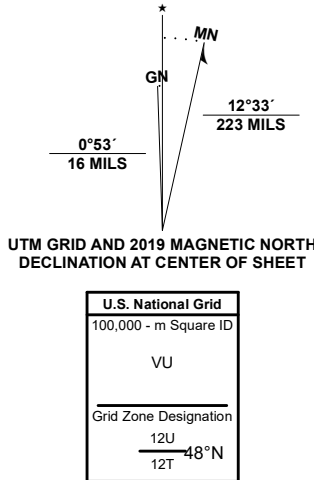 ★
MN
GN
12°33´
223 MILS
0°53´
16 MILS
UTM GRID AND 2019 MAGNETIC NORTH
DECLINATION AT CENTER OF SHEET
U.S. National Grid
100,000 - m Square ID
VU
Grid Zone Designation
12U
48°N
12T